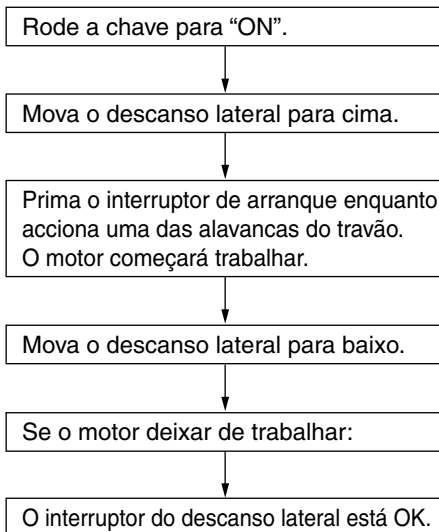 Rode a chave para “ON”.
Mova o descanso lateral para cima.
Prima o interruptor de arranque enquanto
acciona uma das alavancas do travão.
O motor começará trabalhar.
Mova o descanso lateral para baixo.
Se o motor deixar de trabalhar:
O interruptor do descanso lateral está OK.